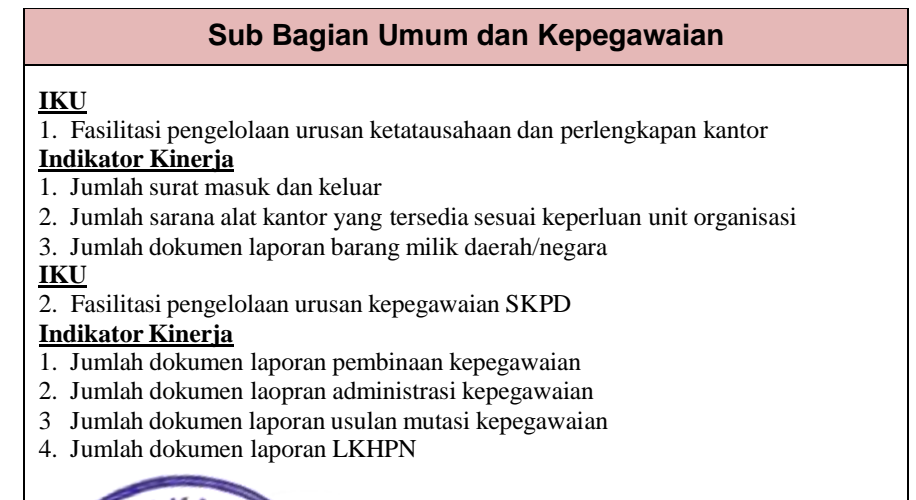 Sub Bagian Umum dan Kepegawaian
IKU
1. Fasilitasi pengelolaan urusan ketatausahaan dan perlengkapan kantor
Indikator Kinerja
1. Jumlah surat masuk dan keluar
2. Jumlah sarana alat kantor yang tersedia sesuai keperluan unit organisasi
3. Jumlah dokumen laporan barang milik daerah/negara
IKU
2. Fasilitasi pengelolaan urusan kepegawaian SKPD
Indikator Kinerja
1. Jumlah dokumen laporan pembinaan kepegawaian
2. Jumlah dokumen laopran administrasi kepegawaian
3 Jumlah dokumen laporan usulan mutasi kepegawaian
4. Jumlah dokumen laporan LKHPN